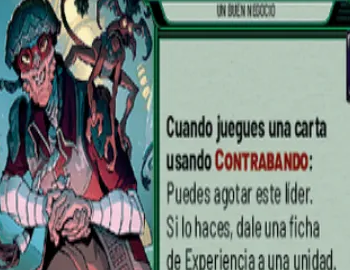 UN BUEN NEGOCIO
Cuando juegues una carta
usando CONTRABANDO:
Puedes agotar este líder.
Si lo haces, dale una ficha
de Experiencia a una unidad.